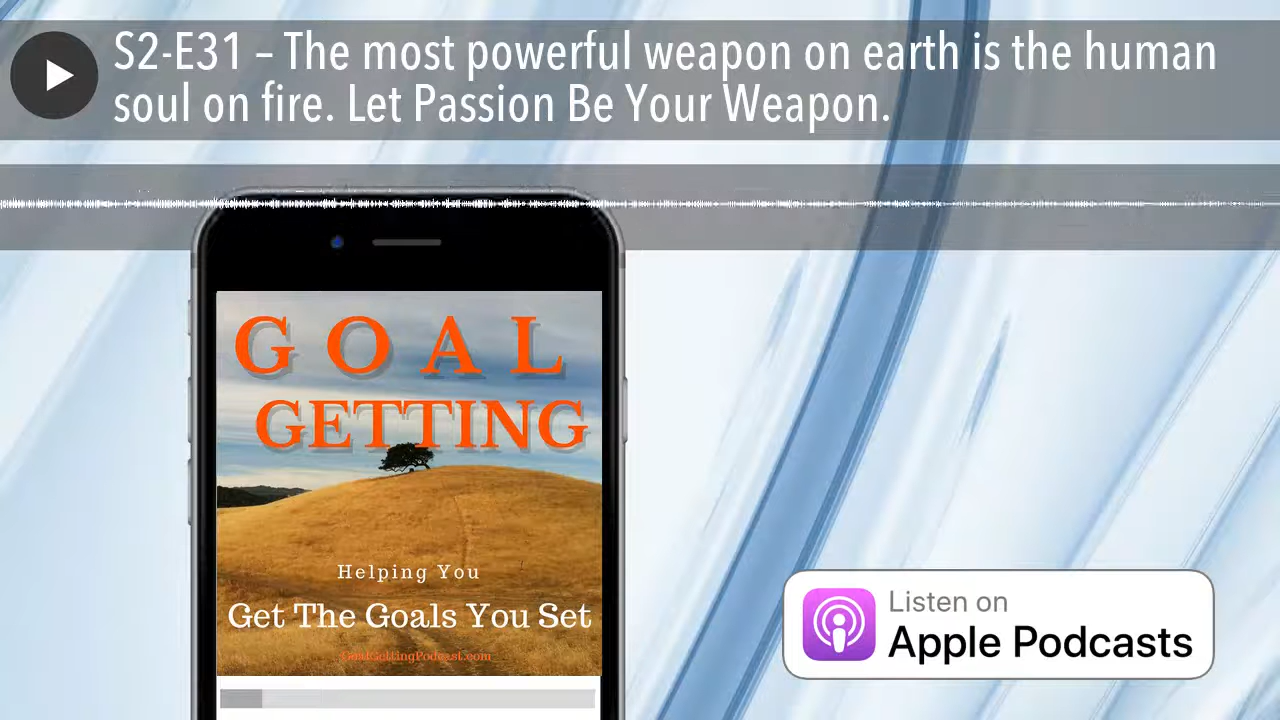 S2-E31 – The most powerful weapon on earth is the human
soul on fire. Let Passion Be Your Weapon.
GOAL
GETTING
Helping You
Get The Goals You Set
GoalGettingPodcast.com
Listen on
Apple Podcasts